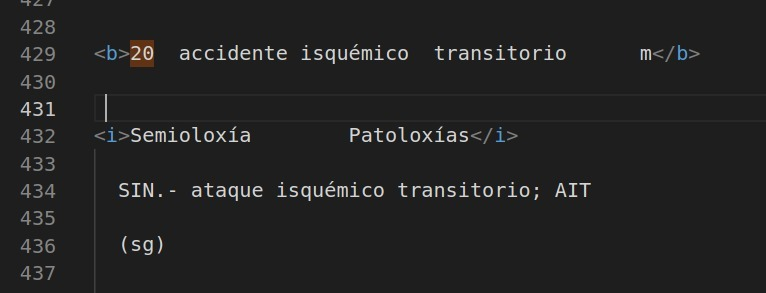 427
428
429 <b>20  accidente isquémico  transitorio      m</b>
430
431
432 <i>Semioloxía        Patoloxías</i>
433
434   SIN.- ataque isquémico transitorio; AIT
435
436   (sg)
437